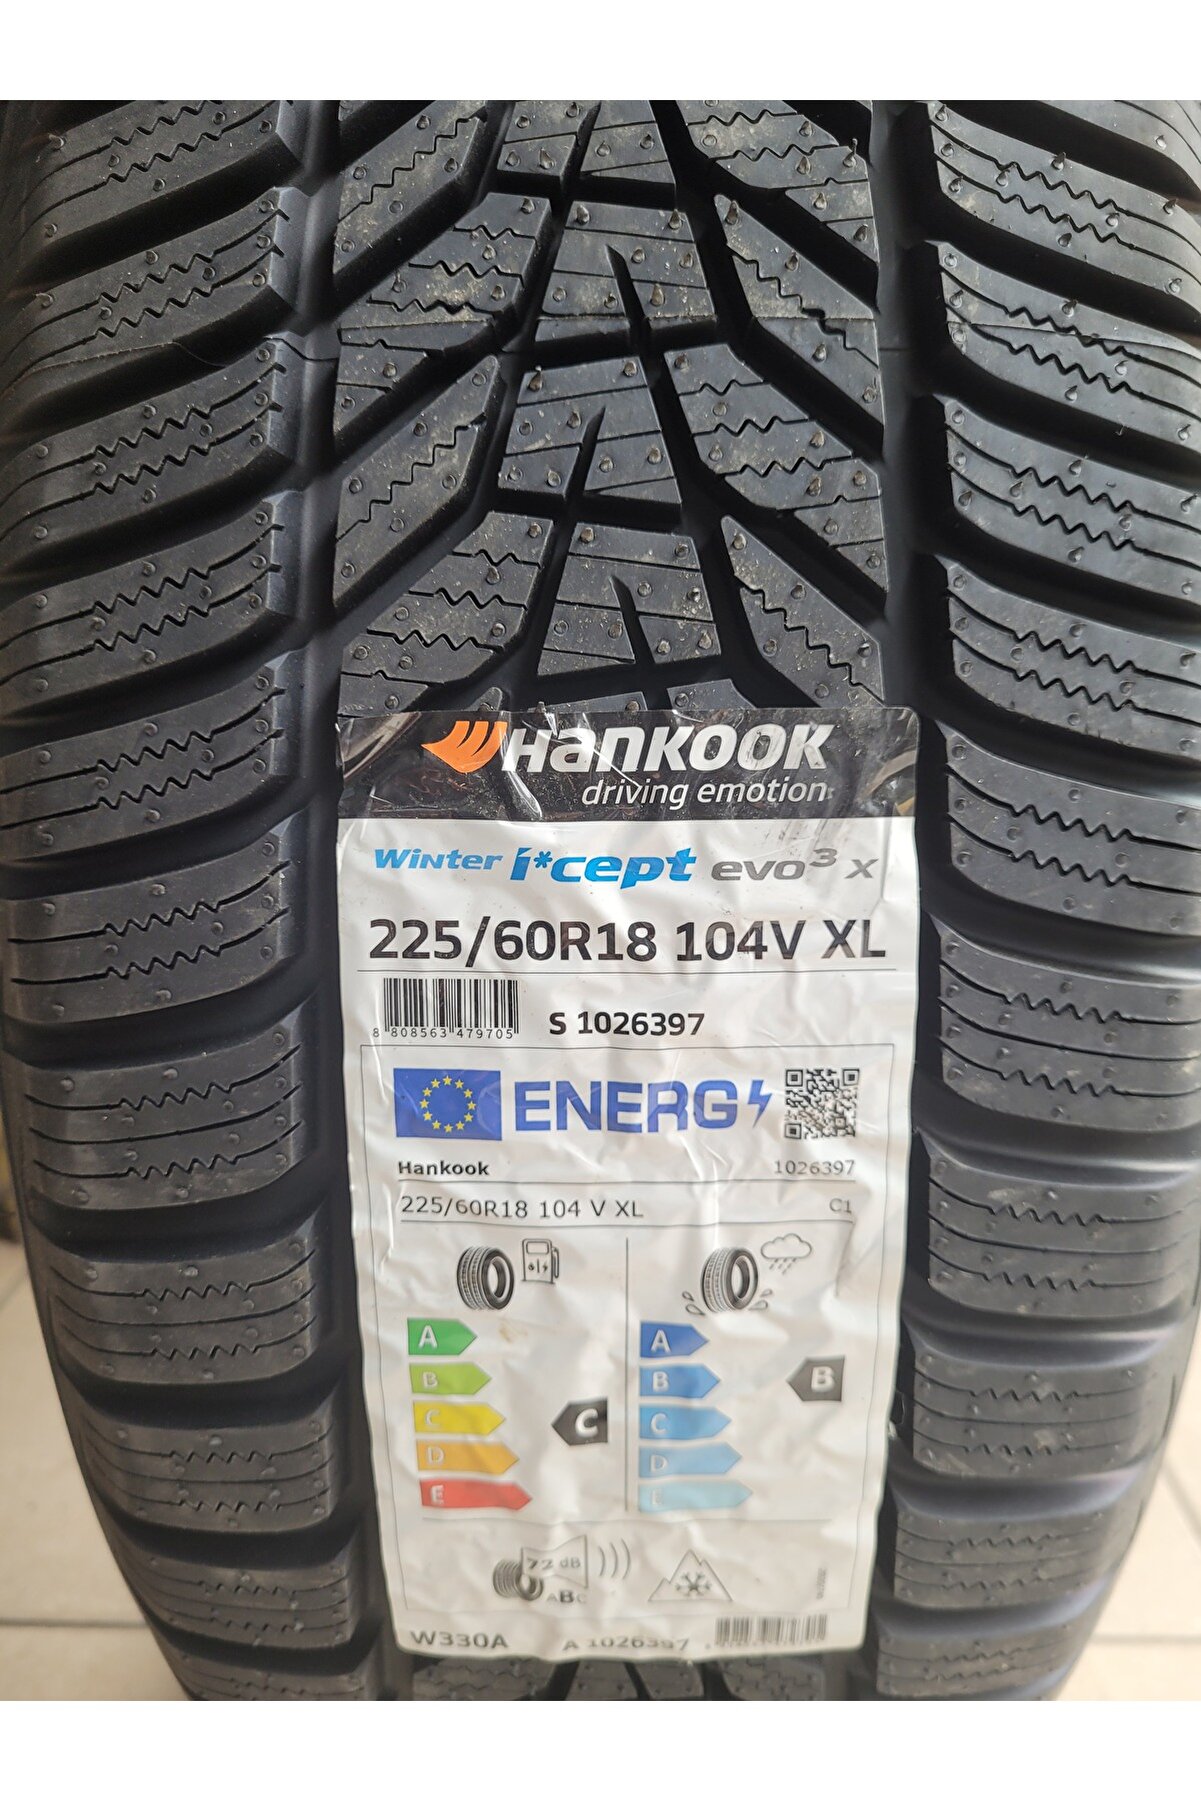 Hankook
driving emotion
Winter i*cept evo³ x
225/60R18 104V XL
8 808563 479705
S 1026397
ENERG
Hankook 1026397
225/60R18 104 V XL C1
A A
B B B
C C C
D D
E E
72 dB
ABC
W330A A 1026397